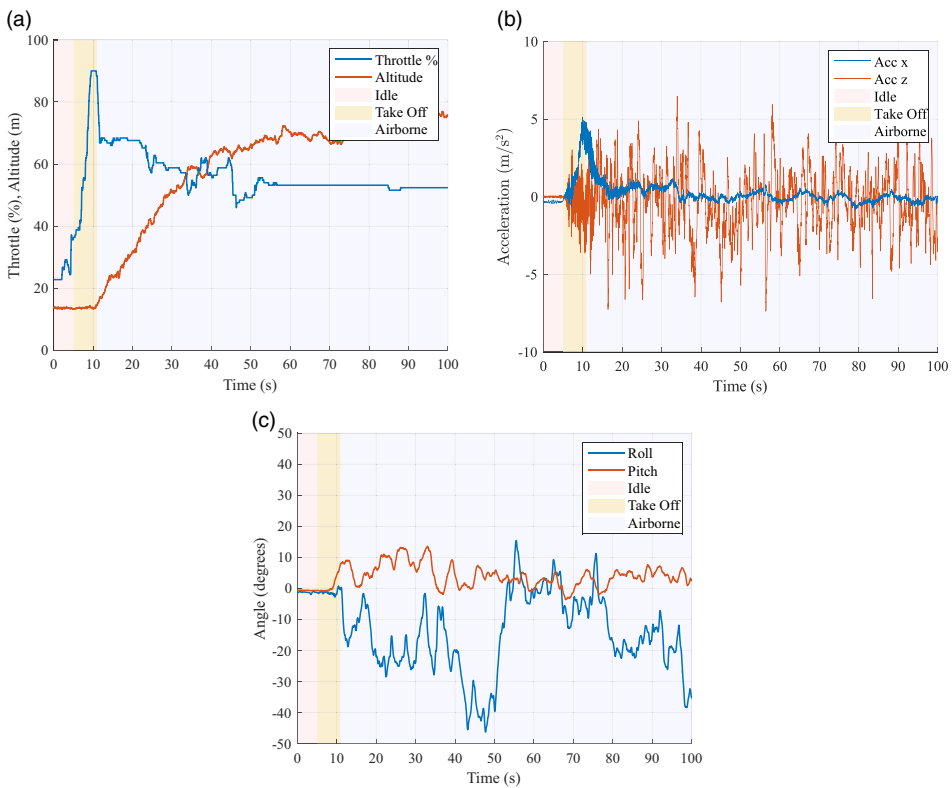 (a)
100
80
60
40
20
0
Throttle (%), Altitude (m)
0 10 20 30 40 50 60 70 80 90 100
Time (s)
Throttle %
Altitude
Idle
Take Off
Airborne
(b)
10
5
0
-5
-10
Acceleration (m/s²)
0 10 20 30 40 50 60 70 80 90 100
Time (s)
Acc x
Acc z
Idle
Take Off
Airborne
(c)
50
40
30
20
10
0
-10
-20
-30
-40
-50
Angle (degrees)
0 10 20 30 40 50 60 70 80 90 100
Time (s)
Roll
Pitch
Idle
Take Off
Airborne